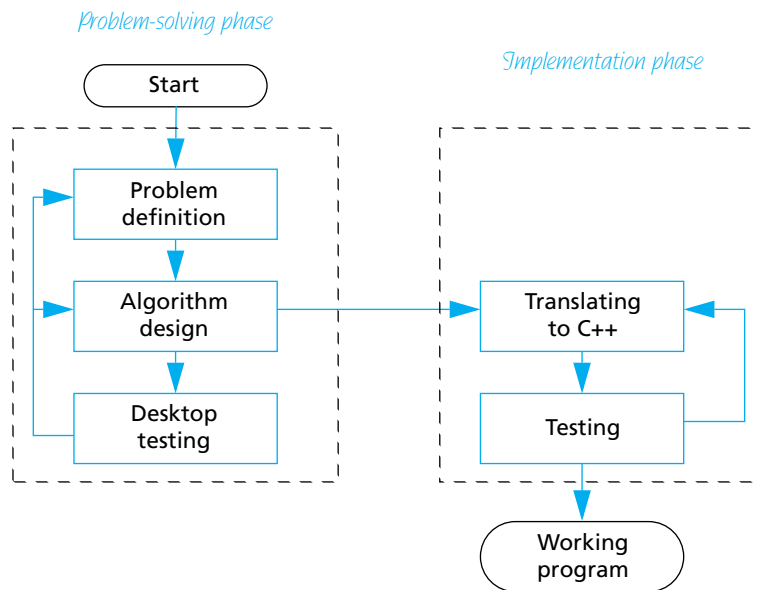 Problem-solving phase
Start
Problem
definition
Algorithm
design
Desktop
testing
Implementation phase
Translating
to C++
Testing
Working
program